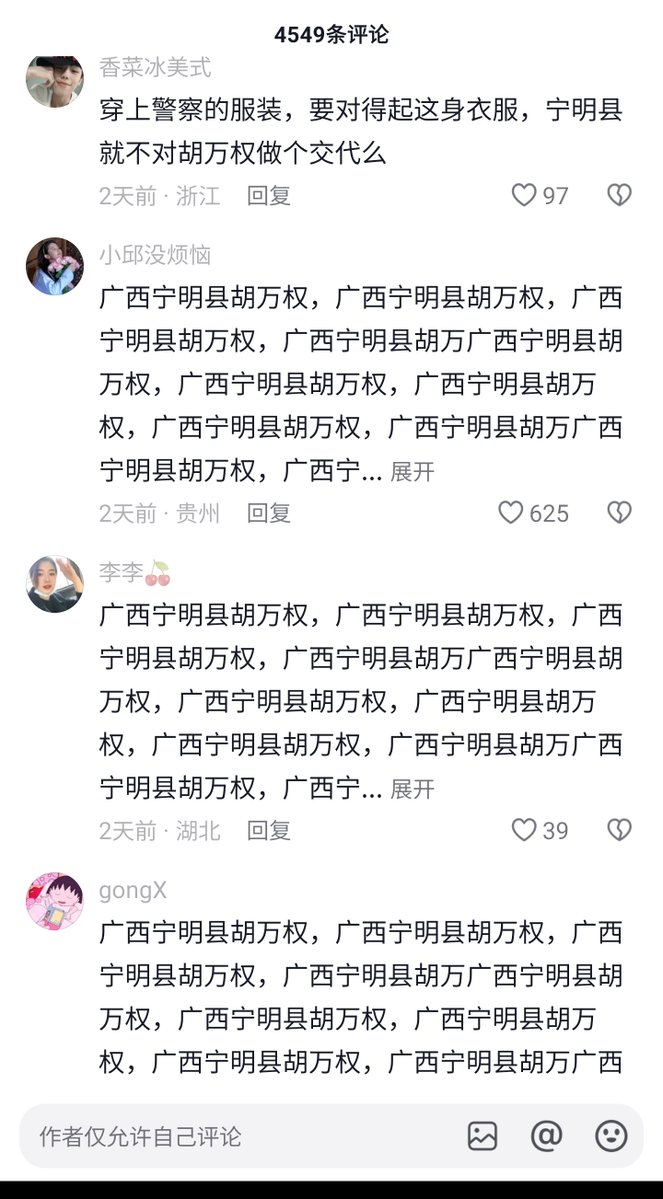 4549条评论
香菜冰美式
穿上警察的服装，要对得起这身衣服，宁明县
就不对胡万权做个交代么
2天前 · 浙江 回复 97
小邱没烦恼
广西宁明县胡万权，广西宁明县胡万权，广西
宁明县胡万权，广西宁明县胡万广西宁明县胡
万权，广西宁明县胡万权，广西宁明县胡万
权，广西宁明县胡万权，广西宁明县胡万广西
宁明县胡万权，广西宁... 展开
2天前 · 贵州 回复 625
李李🍒
广西宁明县胡万权，广西宁明县胡万权，广西
宁明县胡万权，广西宁明县胡万广西宁明县胡
万权，广西宁明县胡万权，广西宁明县胡万
权，广西宁明县胡万权，广西宁明县胡万广西
宁明县胡万权，广西宁... 展开
2天前 · 湖北 回复 39
gongX
广西宁明县胡万权，广西宁明县胡万权，广西
宁明县胡万权，广西宁明县胡万广西宁明县胡
万权，广西宁明县胡万权，广西宁明县胡万
权，广西宁明县胡万权，广西宁明县胡万广西
作者仅允许自己评论